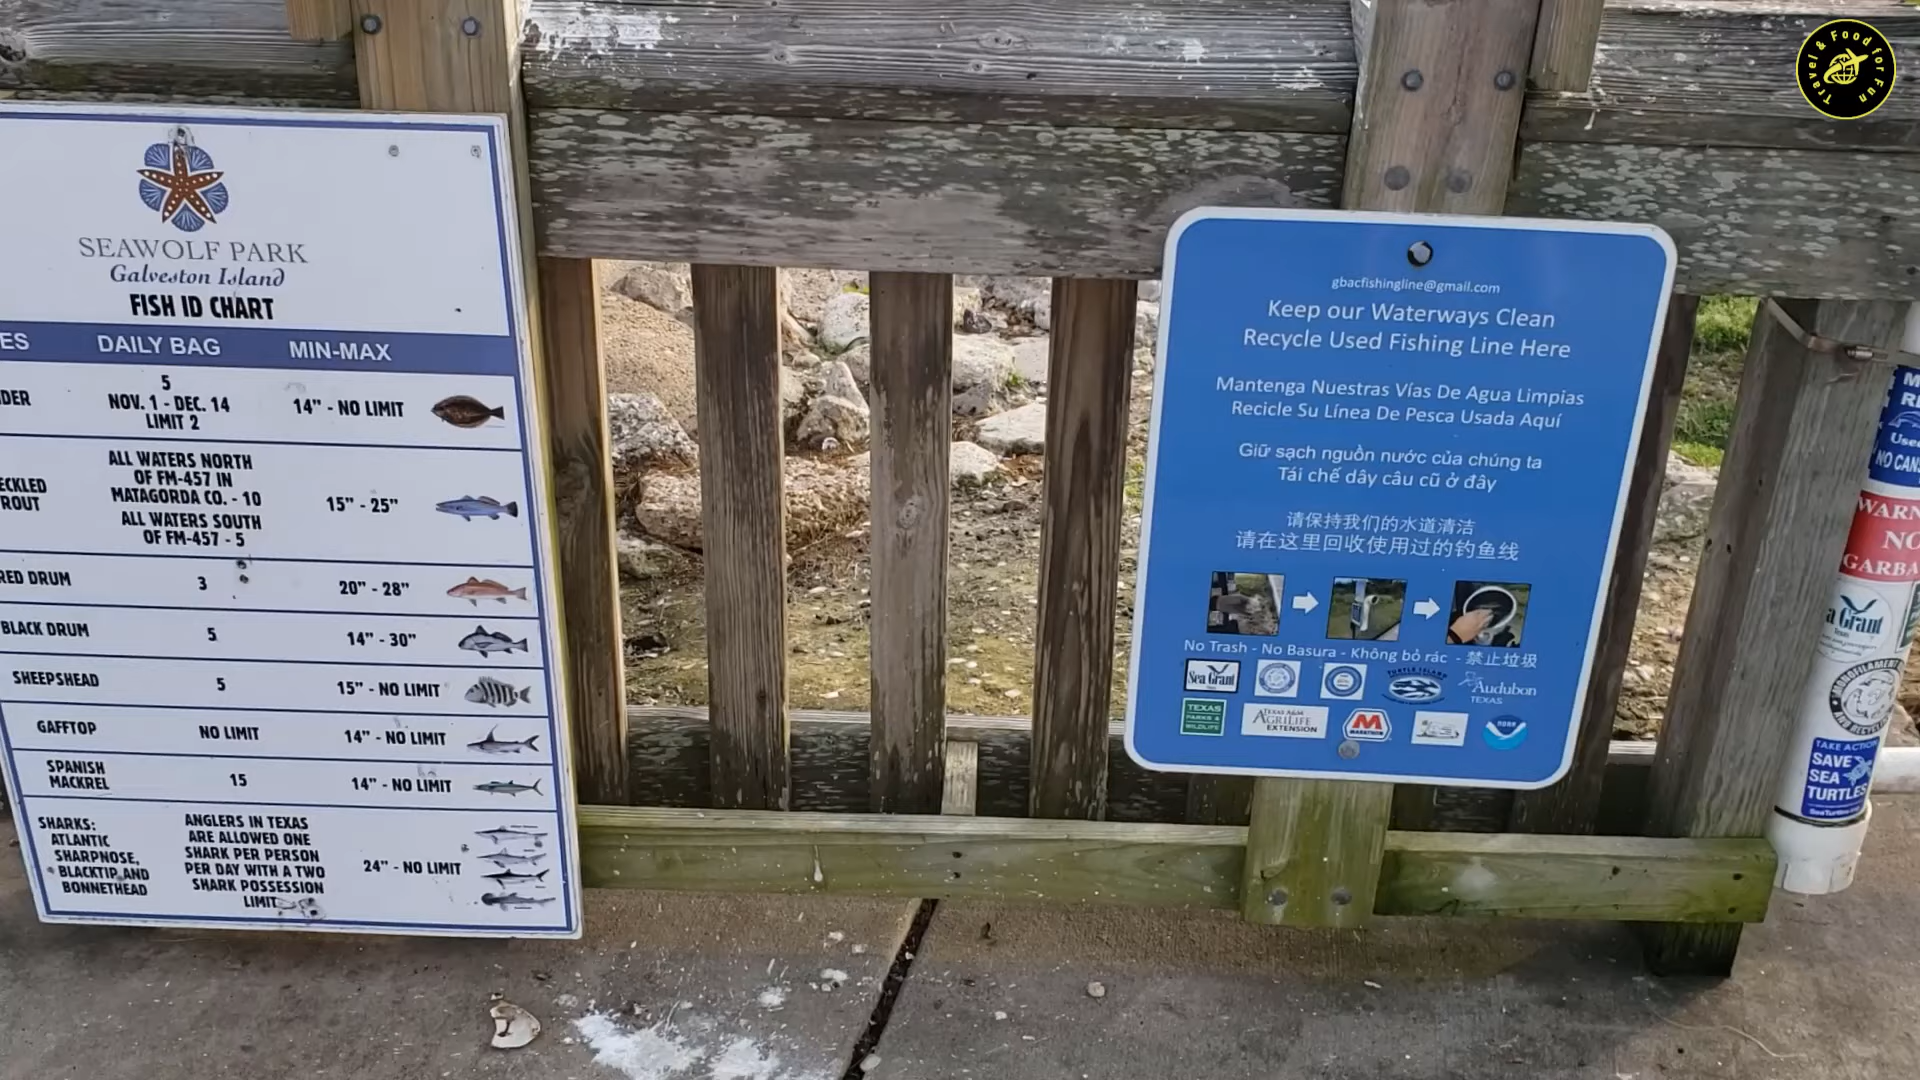 SEAWOLF PARK
Galveston Island
FISH ID CHART
ES DAILY BAG MIN-MAX
DER 5 NOV. 1 - DEC. 14 LIMIT 2 14” - NO LIMIT
ECKLED ROUT ALL WATERS NORTH OF FM-457 IN MATAGORDA CO. - 10 ALL WATERS SOUTH OF FM-457 - 5 15” - 25”
RED DRUM 3 20” - 28”
BLACK DRUM 5 14” - 30”
SHEEPSHEAD 5 15” - NO LIMIT
GAFFTOP NO LIMIT 14” - NO LIMIT
SPANISH MACKREL 15 14” - NO LIMIT
SHARKS: ATLANTIC SHARPNOSE, BLACKTIP AND BONNETHEAD ANGLERS IN TEXAS ARE ALLOWED ONE SHARK PER PERSON PER DAY WITH A TWO SHARK POSSESSION LIMIT 24” - NO LIMIT
gbacfishingline@gmail.com
Keep our Waterways Clean
Recycle Used Fishing Line Here
Mantenga Nuestras Vías De Agua Limpias
Recicle Su Línea De Pesca Usada Aquí
Giữ sạch nguồn nước của chúng ta
Tái chế dây câu cũ ở đây
请保持我们的水道清洁
请在这里回收使用过的钓鱼线
No Trash - No Basura - Không bỏ rác - 禁止垃圾
Sea Grant
TURTLE ISLAND
Audubon
TEXAS
TEXAS
PARKS &
WILDLIFE
TEXAS A&M
AGRILIFE
EXTENSION
MARATHON
NOAA
Use
NO CAN
WARN
NO
GARBA
a Grant
Texas
MONOFILAMENT
TAKE ACTION
SAVE
SEA
TURTLES
Travel & Food for Fun